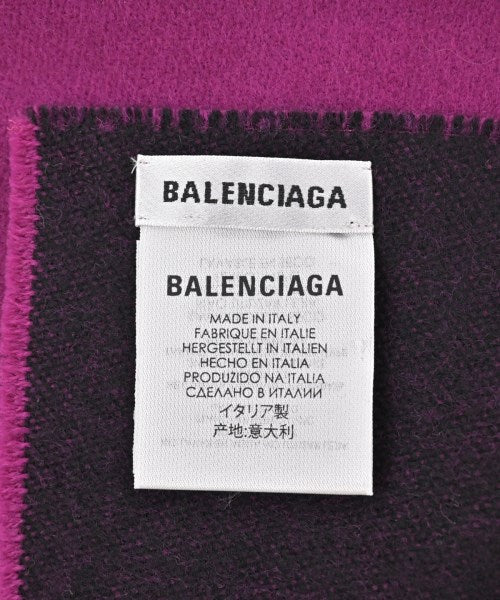 BALENCIAGA
BALENCIAGA
MADE IN ITALY
FABRIQUE EN ITALIE
HERGESTELLT IN ITALIEN
HECHO EN ITALIA
PRODUZIDO NA ITALIA
СДЕЛАНО В ИТАЛИИ
イタリア製
产地:意大利